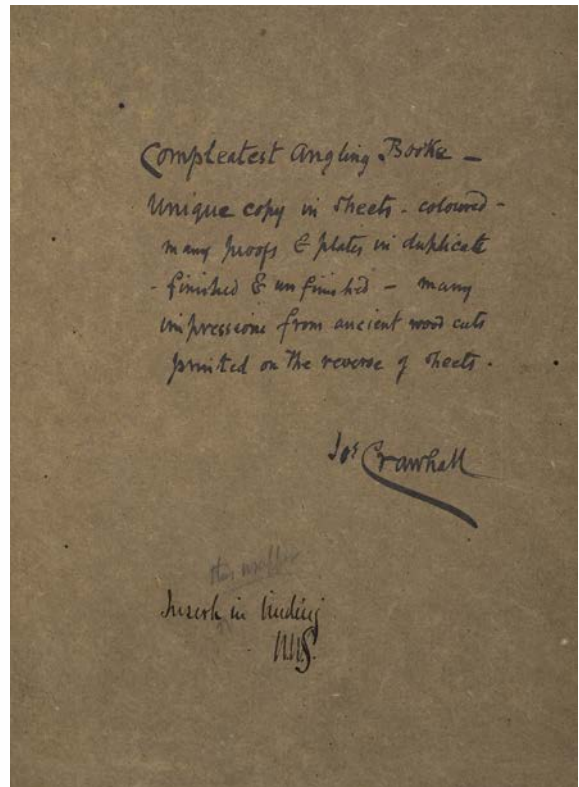 Compleatest Angling Booke –
Unique copy in sheets - coloured -
many proofs & plates in duplicate
- finished & unfinished - many
impressions from ancient wood cuts
printed on the reverse of sheets.
Jos Crawhall
this
Insert in binding